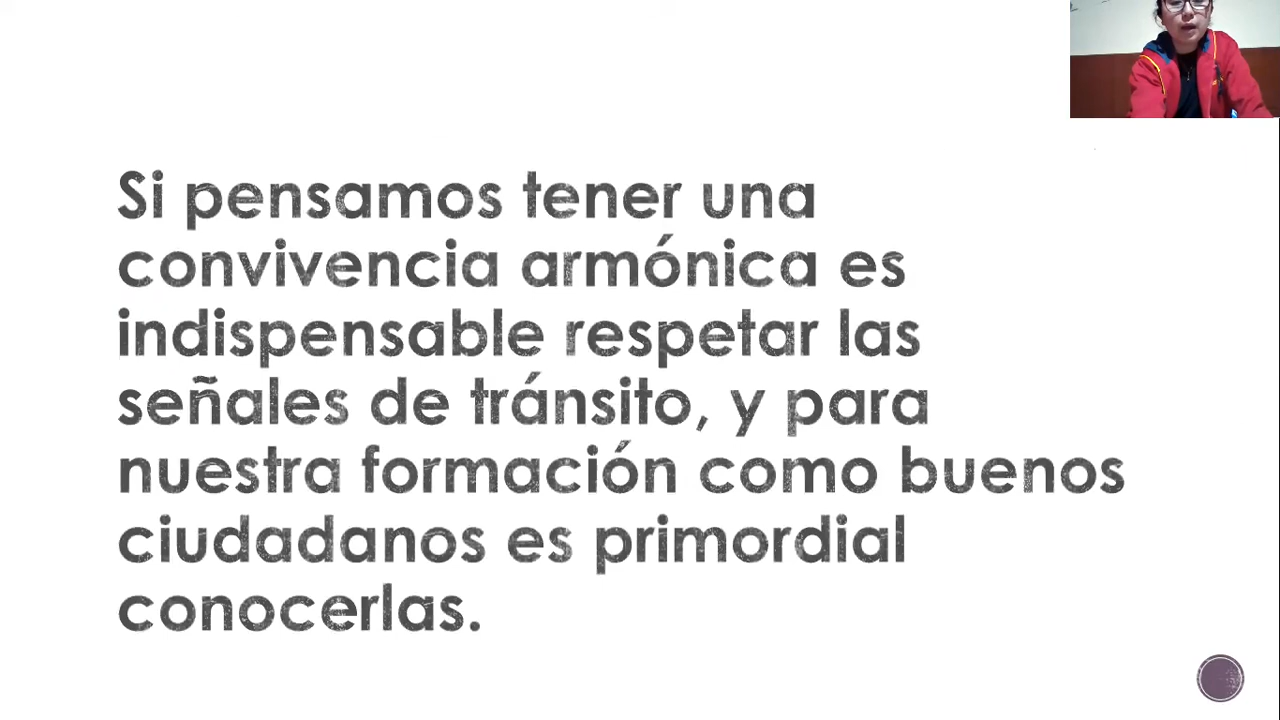 Si pensamos tener una
convivencia armónica es
indispensable respetar las
señales de tránsito, y para
nuestra formación como buenos
ciudadanos es primordial
conocerlas.